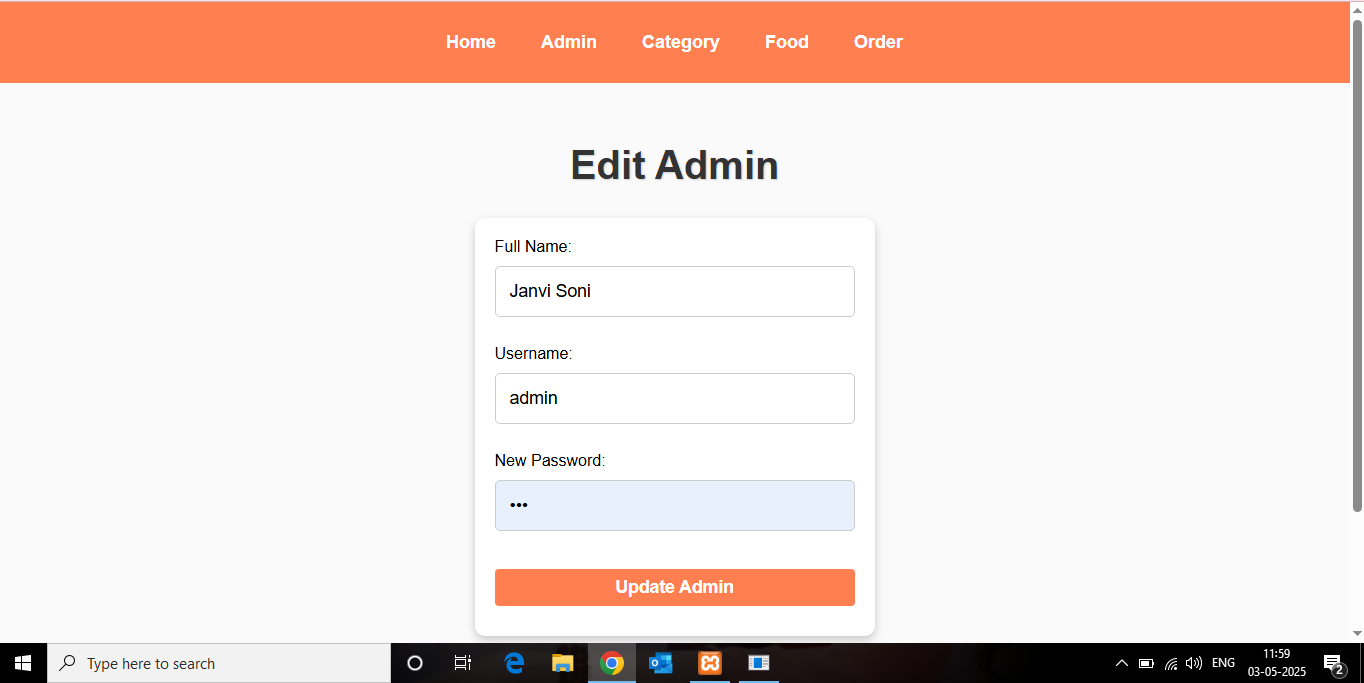 Home Admin Category Food Order
Edit Admin
Full Name:
Janvi Soni
Username:
admin
New Password:
•••
Update Admin
Type here to search
ENG
11:59
03-05-2025
2